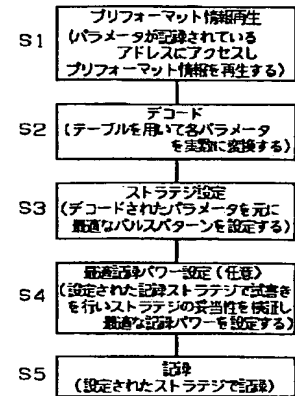 S1
プリフォーマット情報再生
(パラメータが記録されている
アドレスにアクセスし
プリフォーマット情報を再生する)
S2
デコード
(テーブルを用いて各パラメータ
を実数に変換する)
S3
ストラテジ設定
(デコードされたパラメータを元に
最適なパルスパターンを設定する)
S4
最適記録パワー設定(任意)
(設定された記録ストラテジで試書き
を行いストラテジの妥当性を検証し
最適な記録パワーを設定する)
S5
記録
(設定されたストラテジで記録)